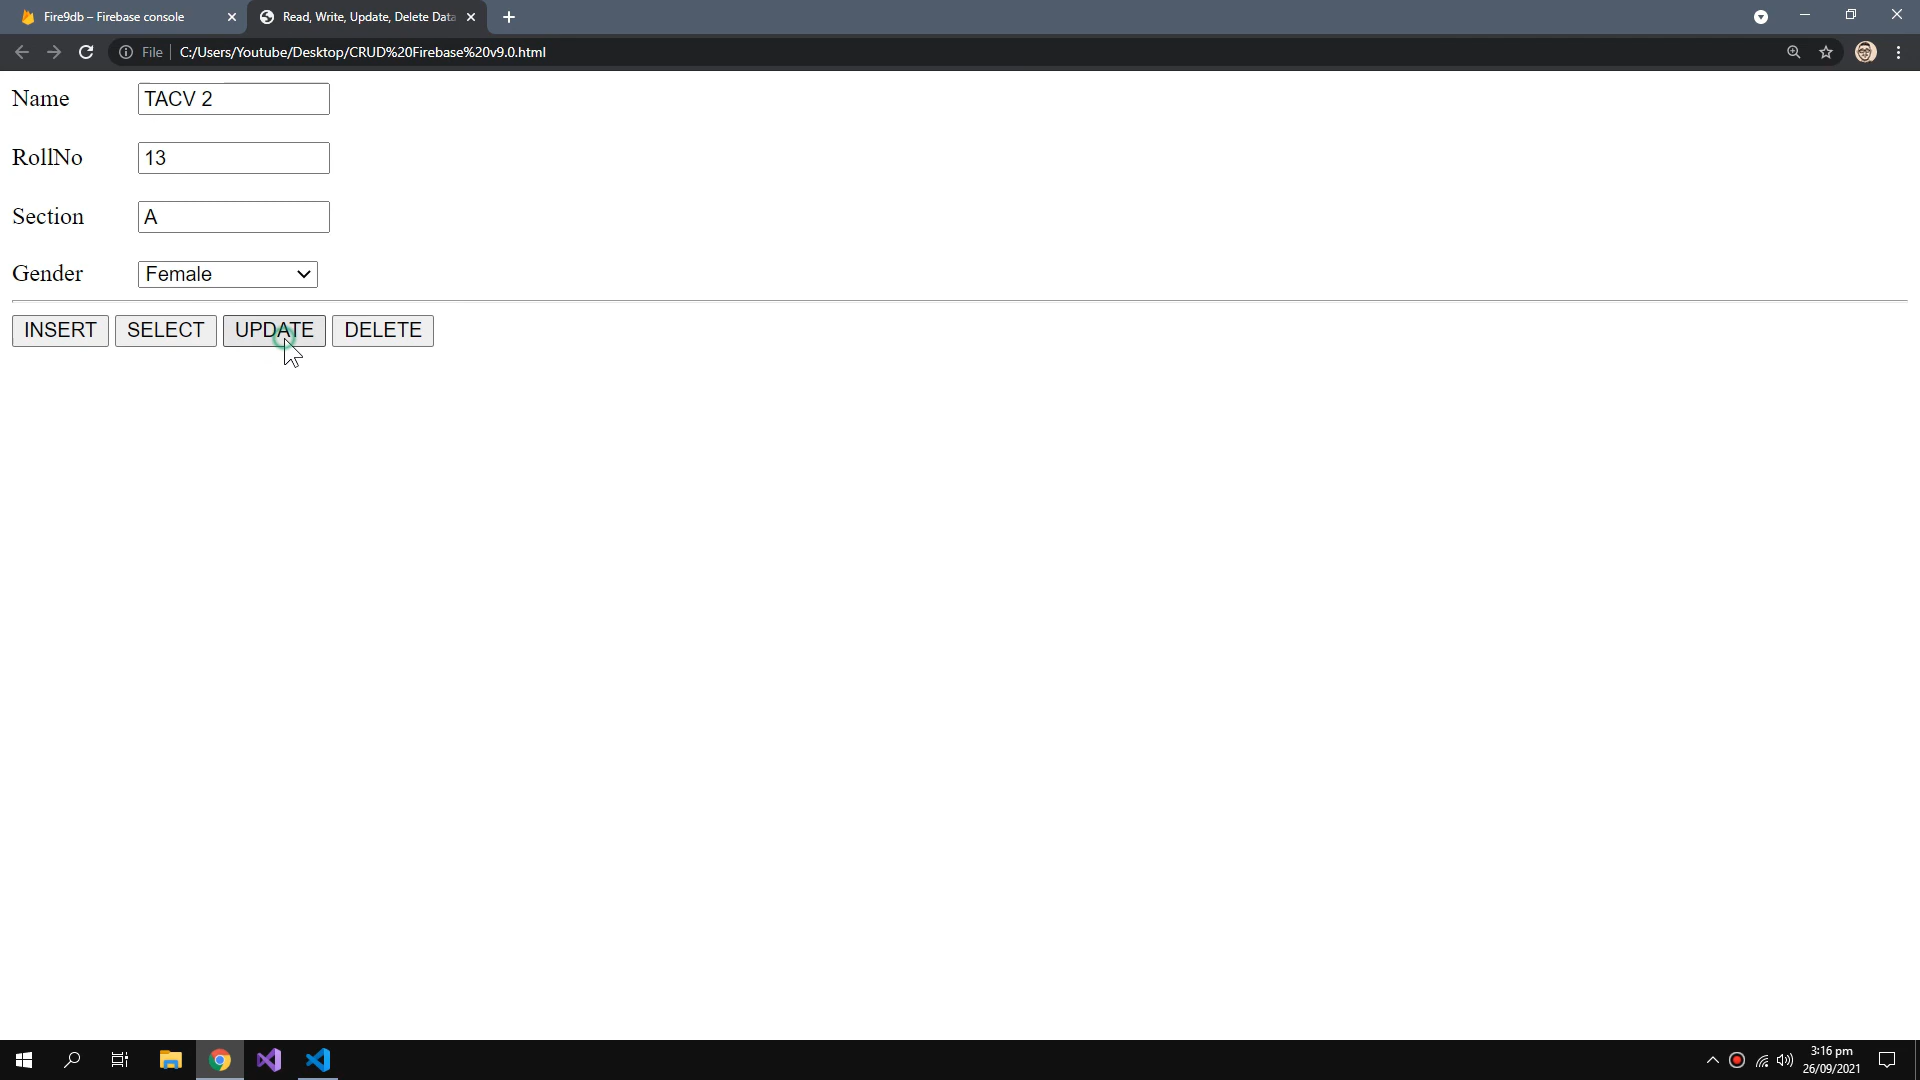 Fire9db – Firebase console
Read, Write, Update, Delete Data
File
C:/Users/Youtube/Desktop/CRUD%20Firebase%20v9.0.html
Name TACV 2
RollNo 13
Section A
Gender Female
INSERT SELECT UPDATE DELETE
3:16 pm
26/09/2021